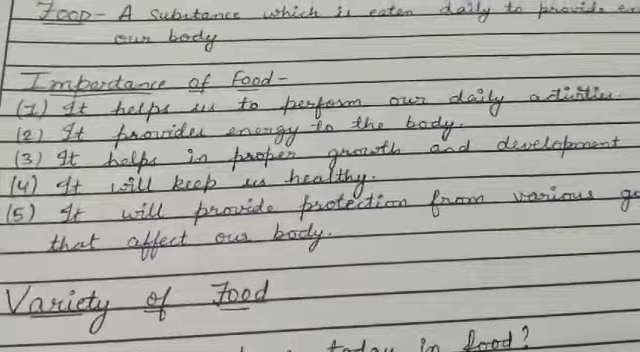 Food - A Substance which is eaten daily to provide
our body
Importance of Food -
(1) It helps us to perform our daily activities.
(2) It provides energy to the body.
(3) It helps in proper growth and development
(4) It will keep us healthy.
(5) It will provide protection from various
that affect our body.
Variety of Food
today in food?